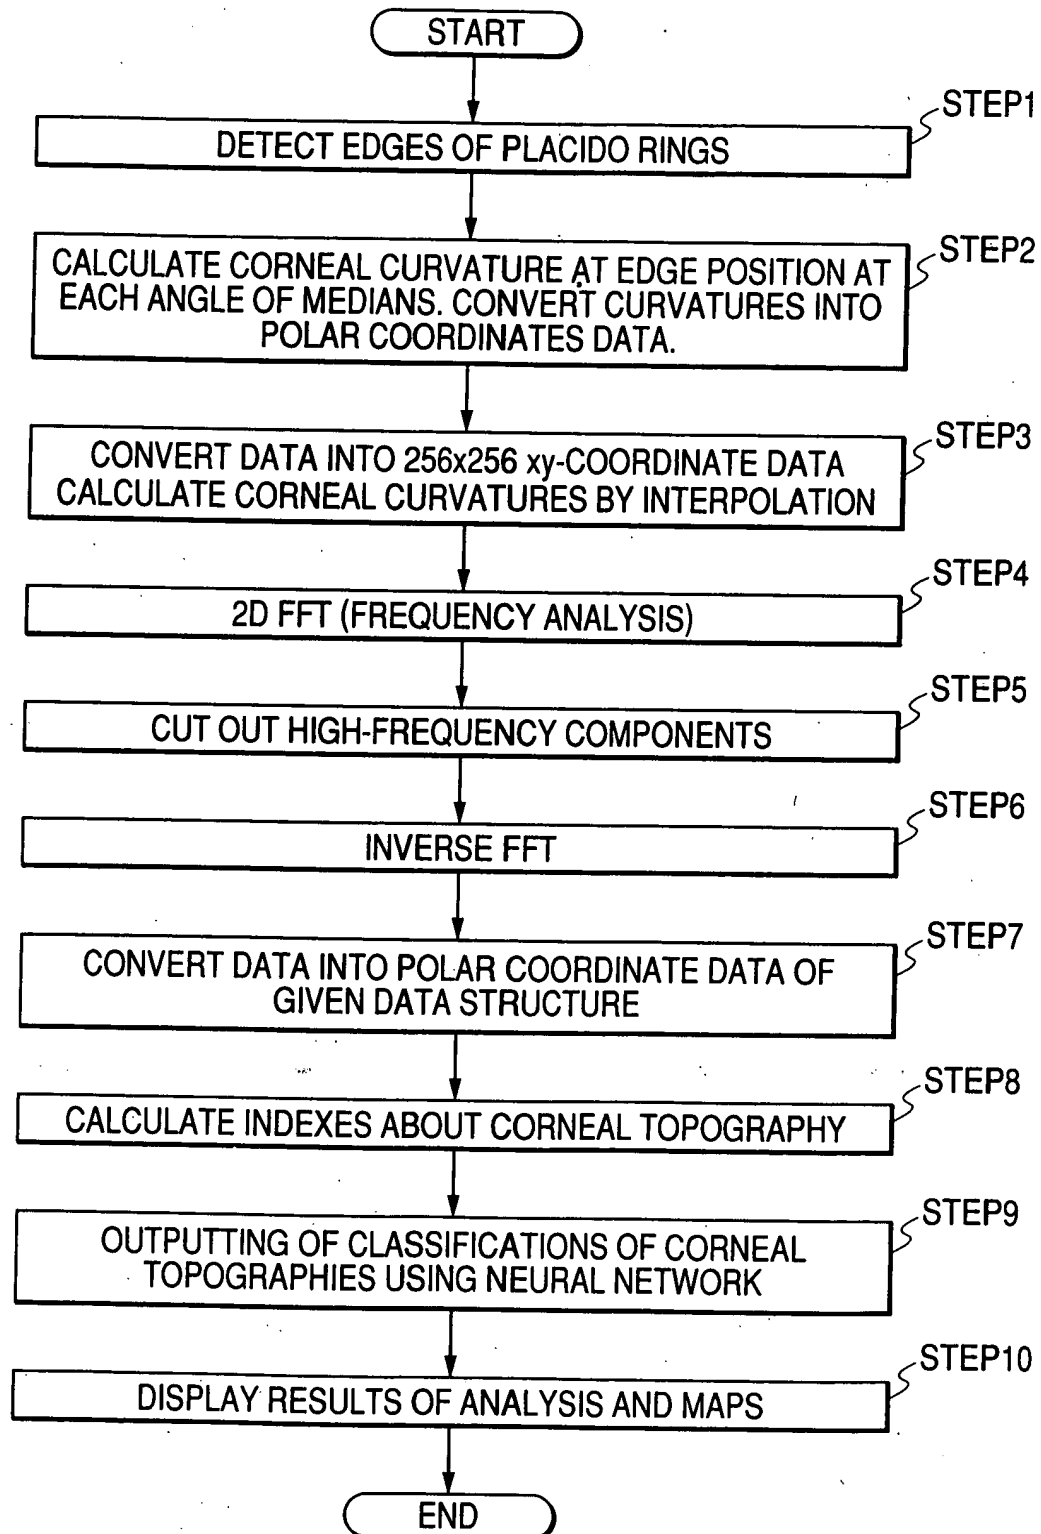 START
STEP1
DETECT EDGES OF PLACIDO RINGS
STEP2
CALCULATE CORNEAL CURVATURE AT EDGE POSITION AT
EACH ANGLE OF MEDIANS. CONVERT CURVATURES INTO
POLAR COORDINATES DATA.
STEP3
CONVERT DATA INTO 256x256 xy-COORDINATE DATA
CALCULATE CORNEAL CURVATURES BY INTERPOLATION
STEP4
2D FFT (FREQUENCY ANALYSIS)
STEP5
CUT OUT HIGH-FREQUENCY COMPONENTS
STEP6
INVERSE FFT
STEP7
CONVERT DATA INTO POLAR COORDINATE DATA OF
GIVEN DATA STRUCTURE
STEP8
CALCULATE INDEXES ABOUT CORNEAL TOPOGRAPHY
STEP9
OUTPUTTING OF CLASSIFICATIONS OF CORNEAL
TOPOGRAPHIES USING NEURAL NETWORK
STEP10
DISPLAY RESULTS OF ANALYSIS AND MAPS
END